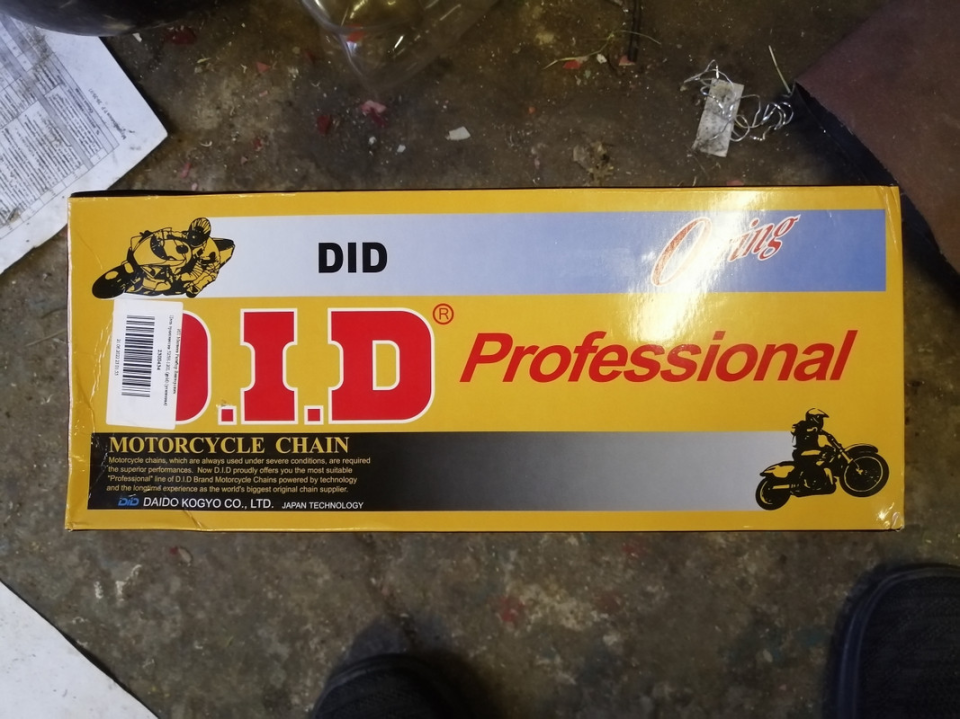 DID
O-ring
D.I.D®
Professional
2300434
MOTORCYCLE CHAIN
Motorcycle chains, which are always used under severe conditions, are required
the superior performances. Now D.I.D proudly offers you the most suitable
"Professional" line of D.I.D Brand Motorcycle Chains powered by technology
and the longtime experience as the world's biggest original chain supplier.
DID DAIDO KOGYO CO., LTD. JAPAN TECHNOLOGY